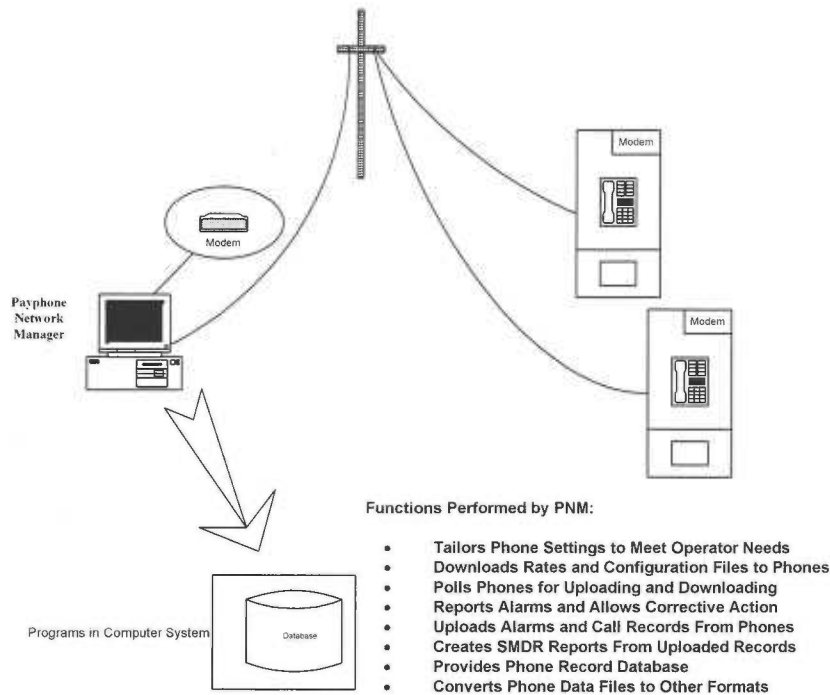 Modem
Modem
Payphone
Network
Manager
Modem
Functions Performed by PNM:
• Tailors Phone Settings to Meet Operator Needs
• Downloads Rates and Configuration Files to Phones
• Polls Phones for Uploading and Downloading
• Reports Alarms and Allows Corrective Action
• Uploads Alarms and Call Records From Phones
• Creates SMDR Reports From Uploaded Records
• Provides Phone Record Database
• Converts Phone Data Files to Other Formats
Programs in Computer System
Database